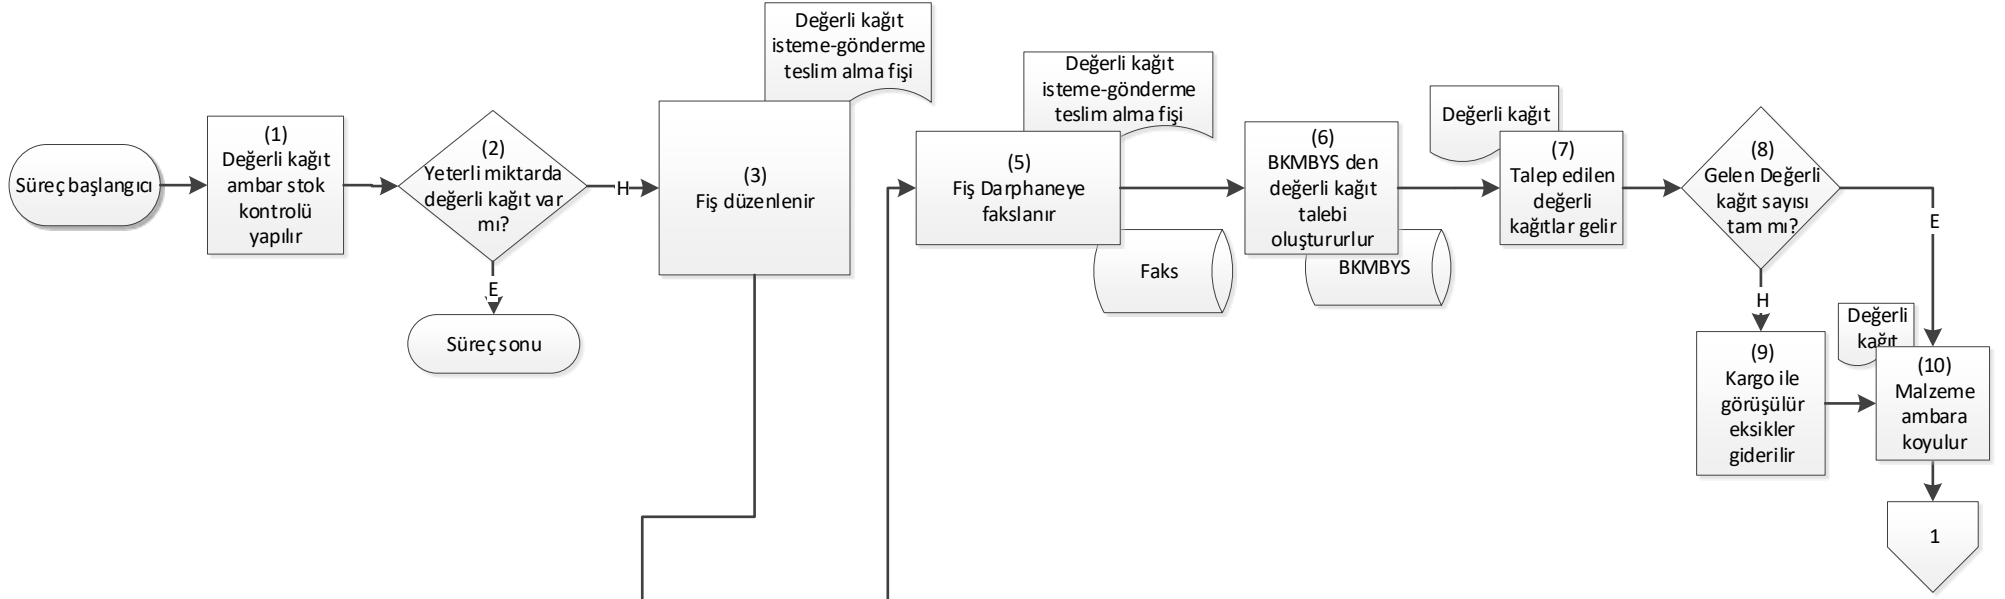 Süreç başlangıcı
(1)
Değerli kağıt
ambar stok
kontrolü
yapılır
(2)
Yeterli miktarda
değerli kağıt var
mı?
H
E
Süreç sonu
Değerli kağıt
isteme-gönderme
teslim alma fişi
(3)
Fiş düzenlenir
Değerli kağıt
isteme-gönderme
teslim alma fişi
(5)
Fiş Darphaneye
fakslanır
Faks
(6)
BKMBYS den
değerli kağıt
talebi
oluştururlur
BKMBYS
Değerli kağıt
(7)
Talep edilen
değerli
kağıtlar gelir
(8)
Gelen Değerli
kağıt sayısı
tam mı?
E
H
(9)
Kargo ile
görüşülür
eksikler
giderilir
Değerli
kağıt
(10)
Malzeme
ambara
koyulur
1